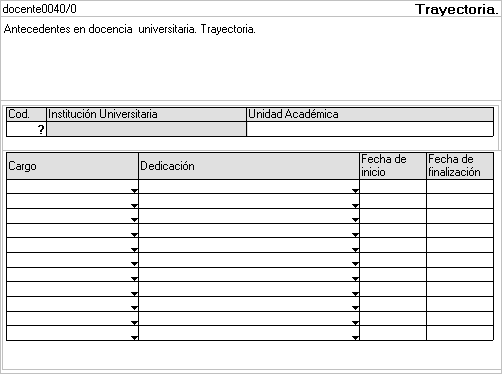 docente0040/0 Trayectoria.
Antecedentes en docencia universitaria. Trayectoria.
Cod. Institución Universitaria Unidad Académica
?
Cargo Dedicación Fecha de inicio Fecha de finalización